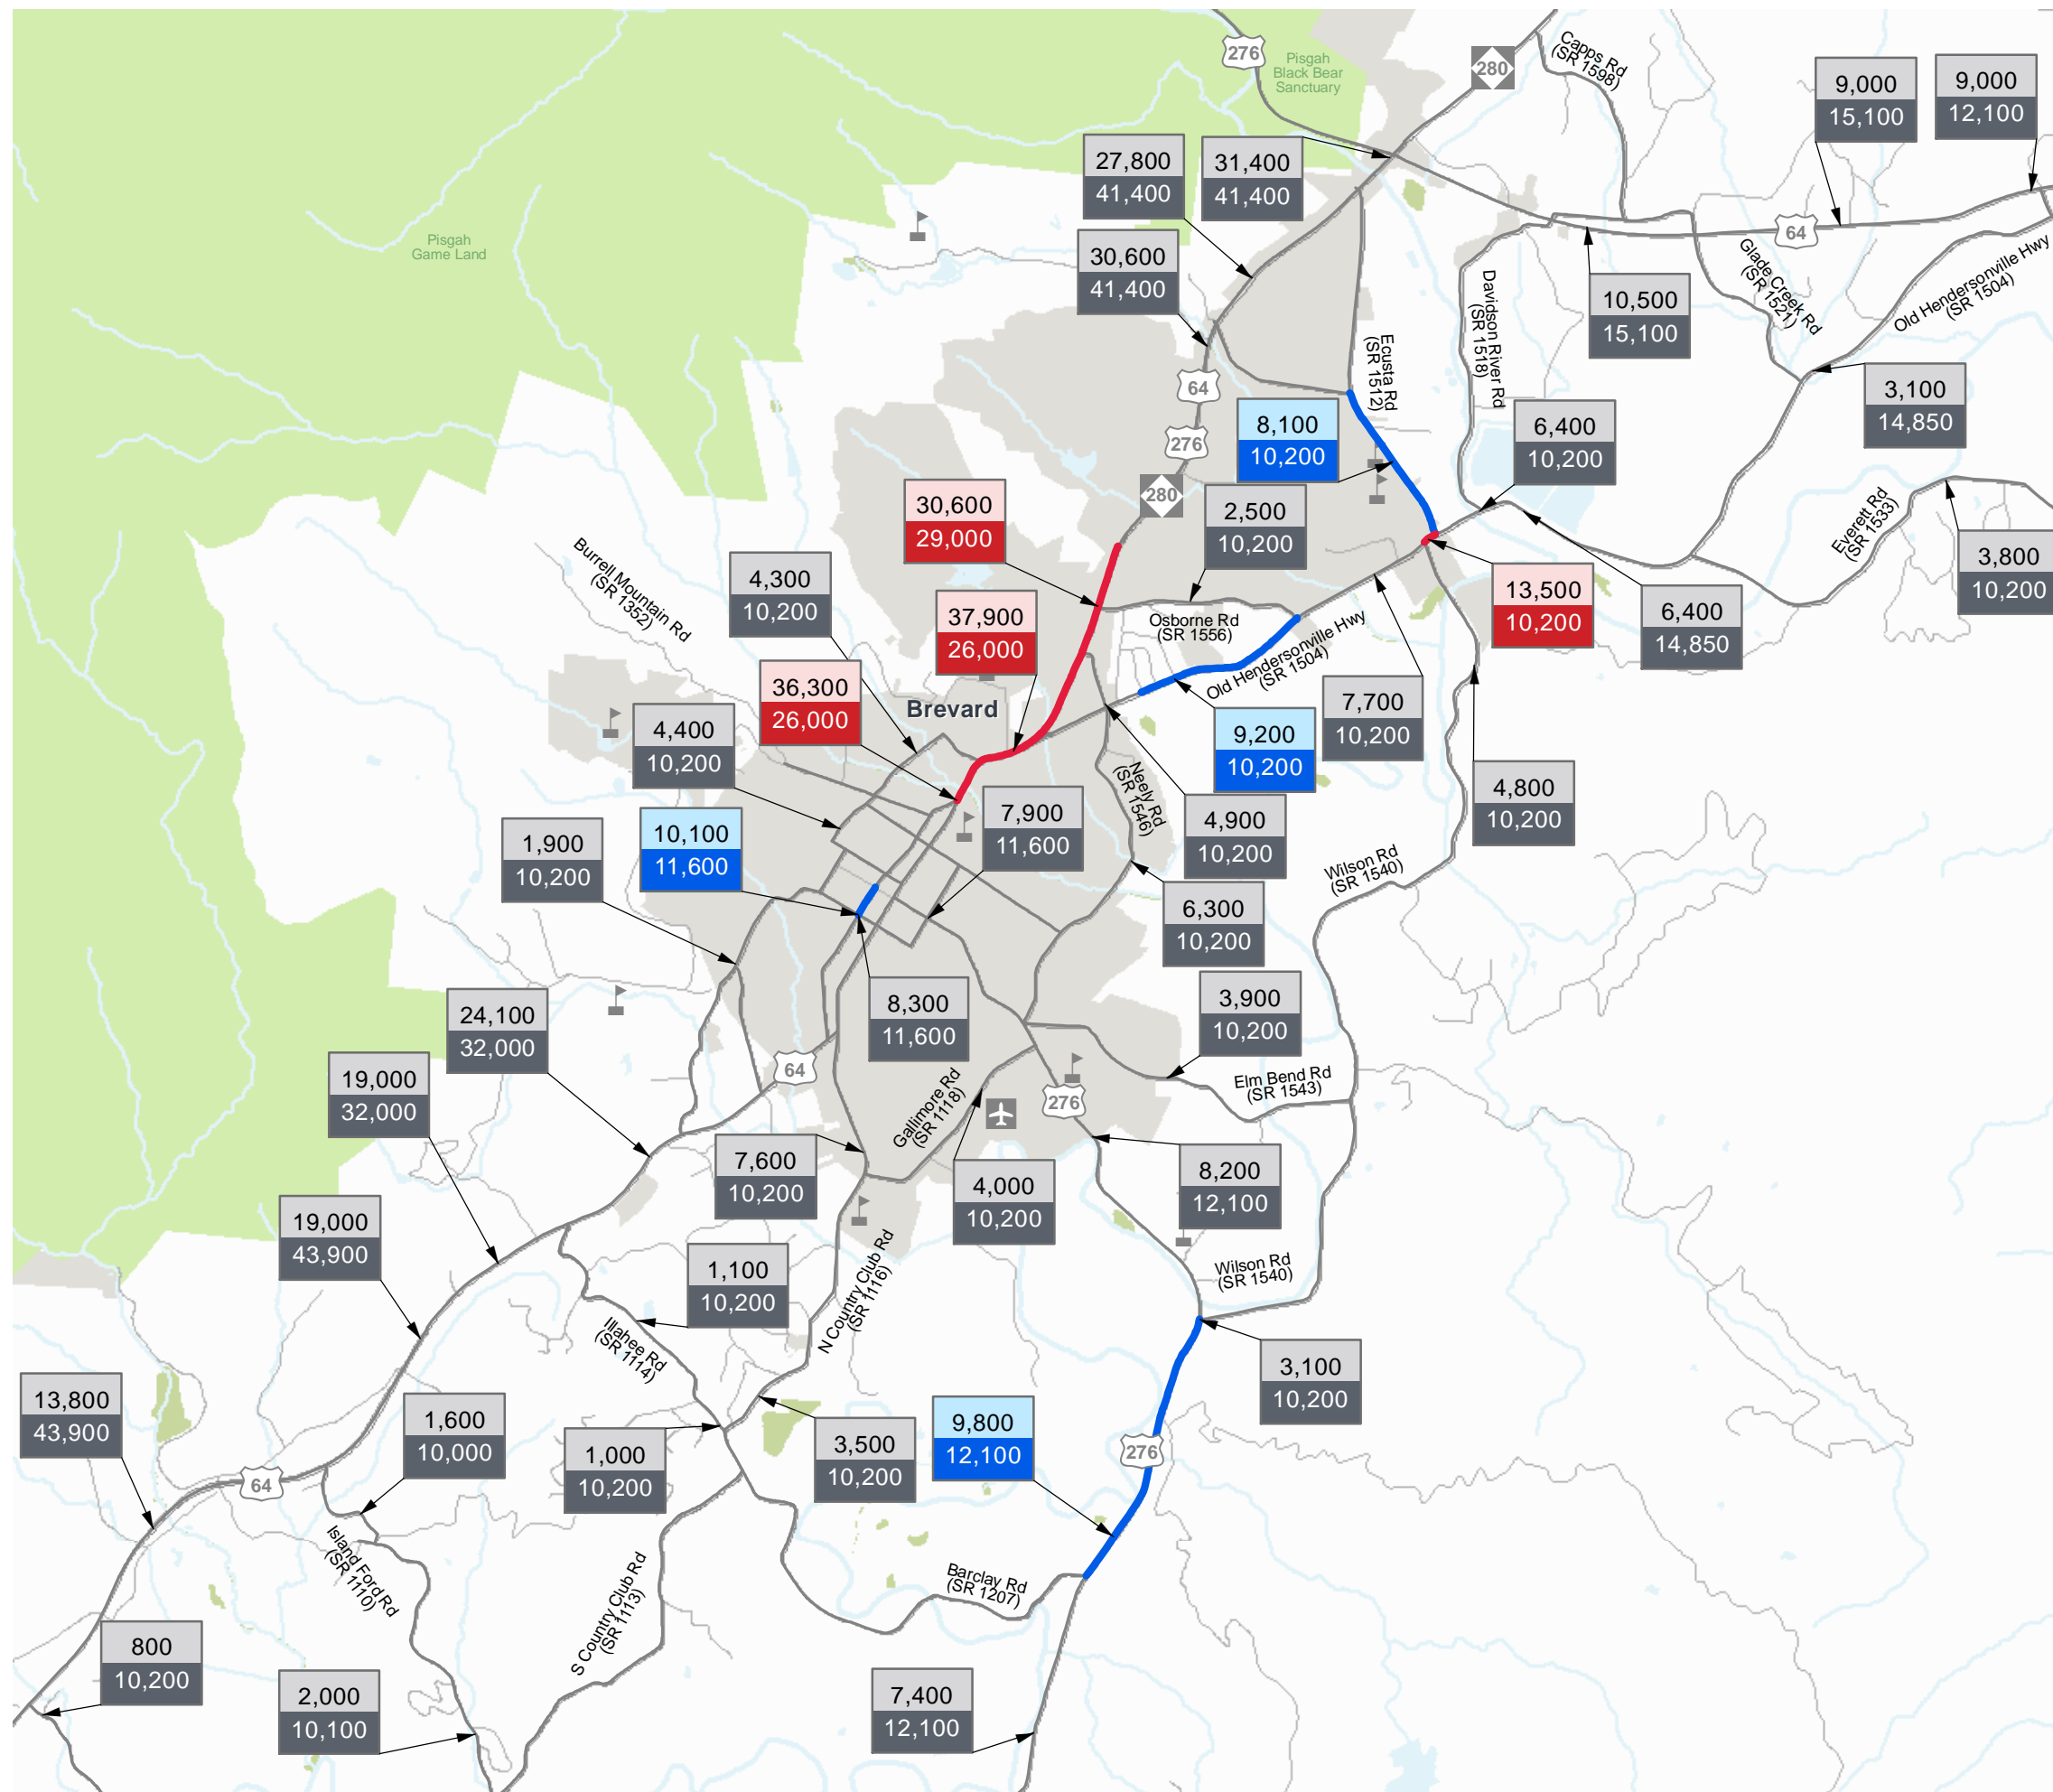 276
Pisgah
Black Bear
Sanctuary
280
Capps Rd
(SR 1598)
9,000
15,100
9,000
12,100
27,800
41,400
31,400
41,400
Pisgah
Game Land
30,600
41,400
64
Glade Creek Rd
(SR 1521)
Old Hendersonville Hwy
(SR 1504)
Davidson River Rd
(SR 1518)
10,500
15,100
Ecusta Rd
(SR 1512)
64
3,100
14,850
8,100
10,200
6,400
10,200
276
280
30,600
29,000
2,500
10,200
Everett Rd
(SR 1533)
3,800
10,200
Burrell Mountain Rd
(SR 1352)
4,300
10,200
37,900
26,000
Osborne Rd
(SR 1556)
13,500
10,200
6,400
14,850
Old Hendersonville Hwy
(SR 1504)
36,300
26,000
Brevard
7,700
10,200
4,400
10,200
9,200
10,200
Neely Rd
(SR 1546)
4,800
10,200
1,900
10,200
10,100
11,600
7,900
11,600
4,900
10,200
Wilson Rd
(SR 1540)
6,300
10,200
24,100
32,000
8,300
11,600
3,900
10,200
19,000
32,000
64
Gallimore Rd
(SR 1118)
276
Elm Bend Rd
(SR 1543)
7,600
10,200
4,000
10,200
8,200
12,100
19,000
43,900
1,100
10,200
N Country Club Rd
(SR 1116)
Wilson Rd
(SR 1540)
Illahee Rd
(SR 1114)
3,100
10,200
13,800
43,900
1,600
10,000
1,000
10,200
3,500
10,200
9,800
12,100
276
64
Island Ford Rd
(SR 1110)
S Country Club Rd
(SR 1113)
Barclay Rd
(SR 1207)
800
10,200
2,000
10,100
7,400
12,100